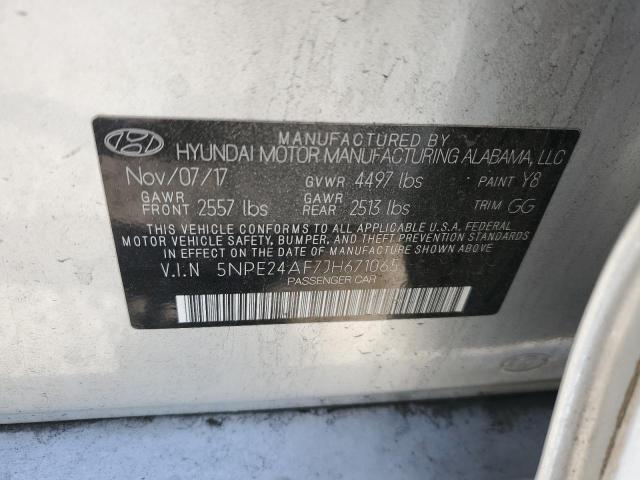 MANUFACTURED BY
HYUNDAI MOTOR MANUFACTURING ALABAMA, LLC
Nov/07/17 GVWR 4497 lbs PAINT Y8
GAWR FRONT 2557 lbs GAWR REAR 2513 lbs TRIM GG
THIS VEHICLE CONFORMS TO ALL APPLICABLE U.S.A. FEDERAL
MOTOR VEHICLE SAFETY, BUMPER, AND THEFT PREVENTION STANDARDS
IN EFFECT ON THE DATE OF MANUFACTURE SHOWN ABOVE.
V.I.N 5NPE24AF7JH671065
PASSENGER CAR